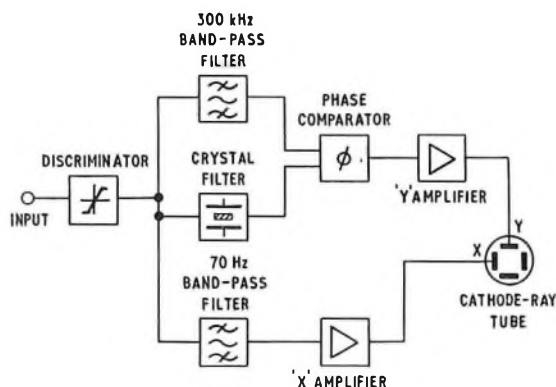 300 kHz
BAND-PASS
FILTER
PHASE
COMPARATOR
DISCRIMINATOR
CRYSTAL
FILTER
ϕ
'Y' AMPLIFIER
INPUT
Y
X
70 Hz
BAND-PASS
FILTER
CATHODE-RAY
TUBE
'X' AMPLIFIER